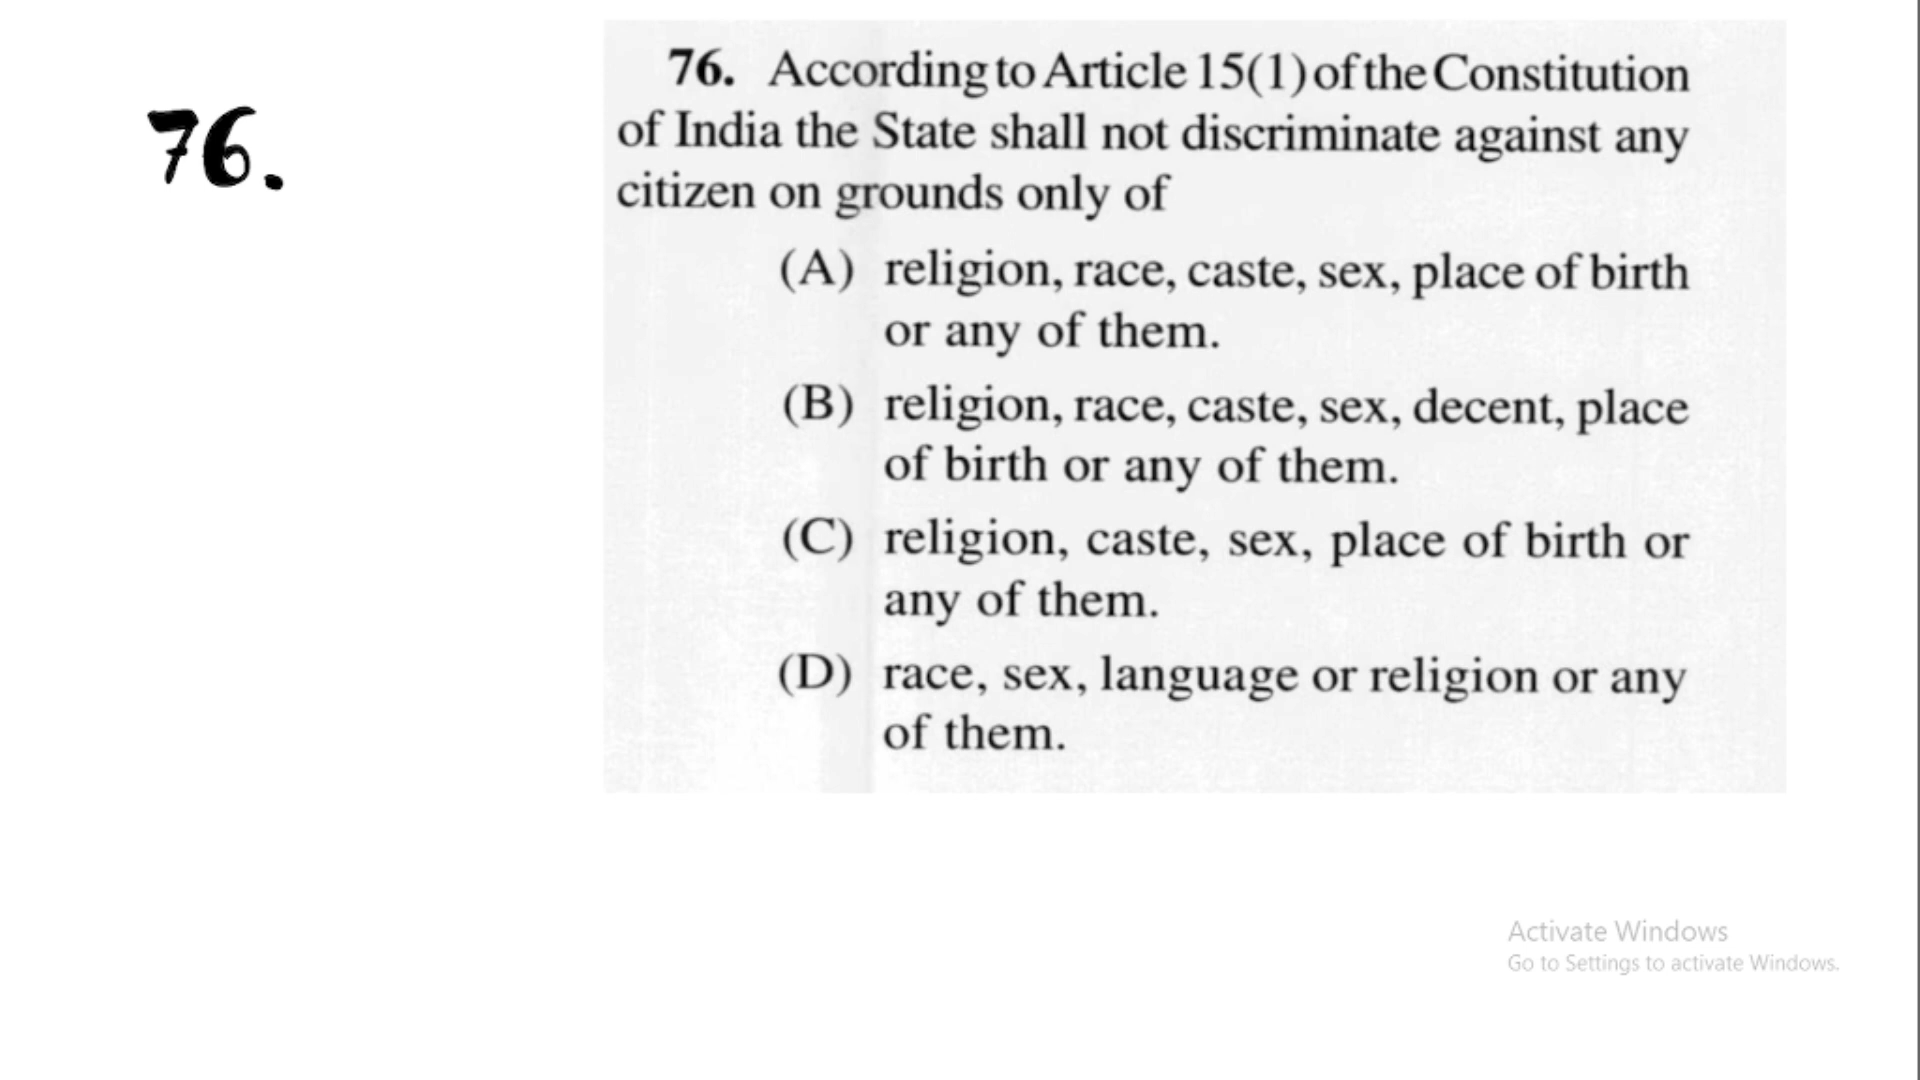 76.
76. According to Article 15(1) of the Constitution
of India the State shall not discriminate against any
citizen on grounds only of
(A) religion, race, caste, sex, place of birth
or any of them.
(B) religion, race, caste, sex, decent, place
of birth or any of them.
(C) religion, caste, sex, place of birth or
any of them.
(D) race, sex, language or religion or any
of them.
Activate Windows
Go to Settings to activate Windows.